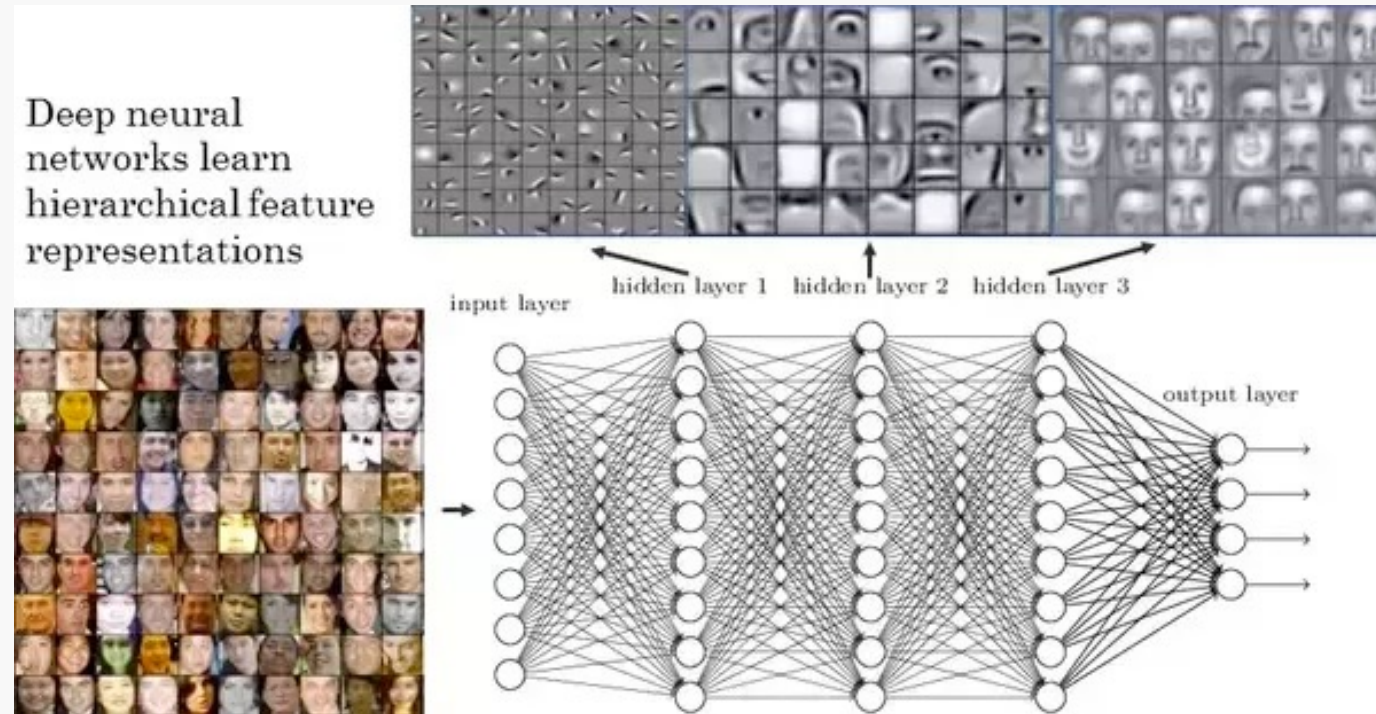 Deep neural
networks learn
hierarchical feature
representations
input layer
hidden layer 1
hidden layer 2
hidden layer 3
output layer